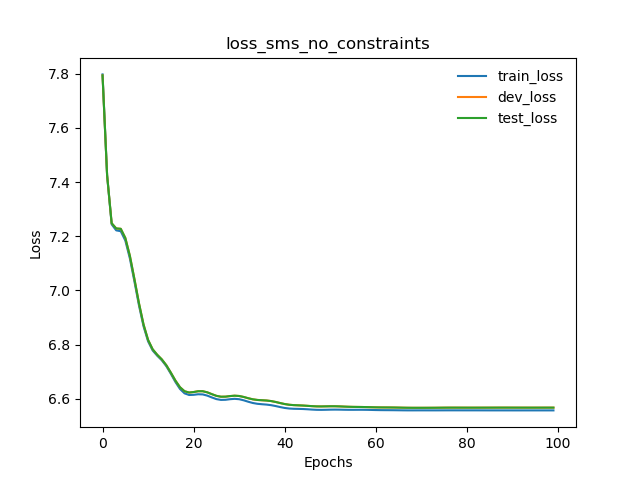 loss_sms_no_constraints
train_loss
dev_loss
test_loss
Loss
7.8
7.6
7.4
7.2
7.0
6.8
6.6
0 20 40 60 80 100
Epochs